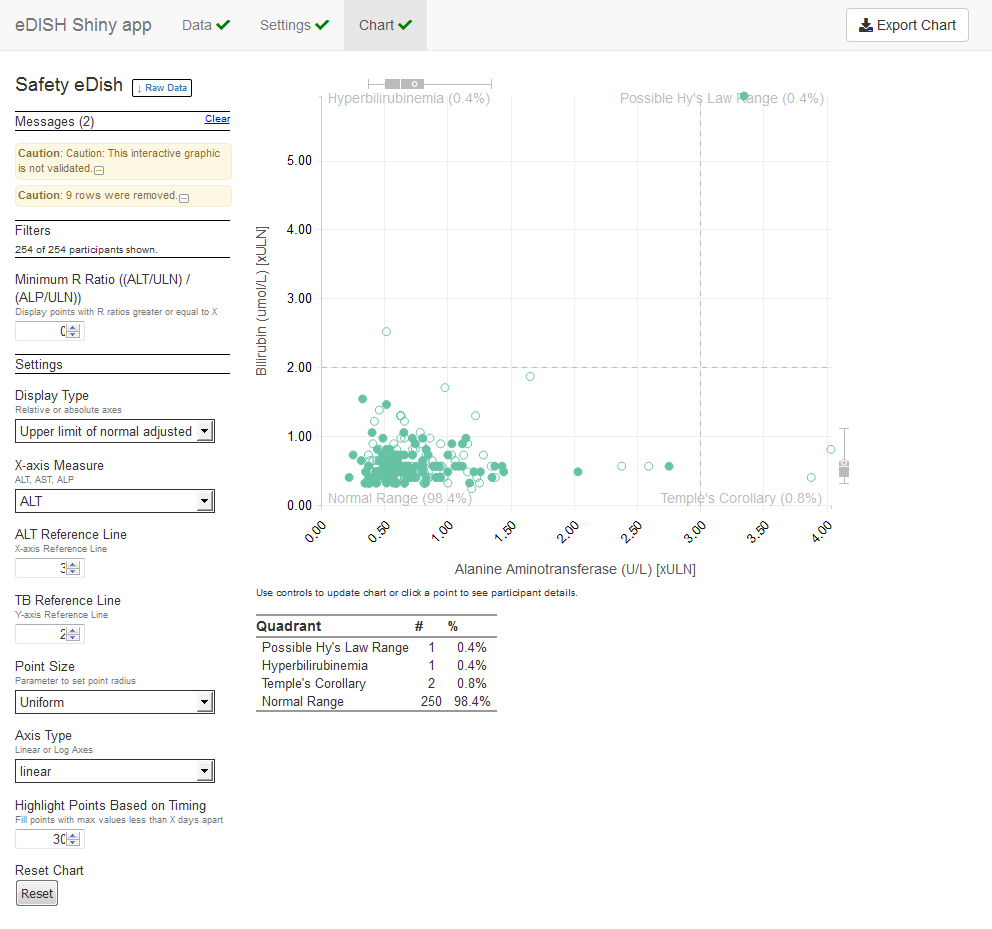 eDISH Shiny app
Data
Settings
Chart
Export Chart
Safety eDish
↓ Raw Data
Messages (2)
Clear
Caution: Caution: This interactive graphic
is not validated.
Caution: 9 rows were removed.
Filters
254 of 254 participants shown.
Minimum R Ratio ((ALT/ULN) /
(ALP/ULN))
Display points with R ratios greater or equal to X
0
Settings
Display Type
Relative or absolute axes
Upper limit of normal adjusted
X-axis Measure
ALT, AST, ALP
ALT
ALT Reference Line
X-axis Reference Line
3
TB Reference Line
Y-axis Reference Line
2
Point Size
Parameter to set point radius
Uniform
Axis Type
Linear or Log Axes
linear
Highlight Points Based on Timing
Fill points with max values less than X days apart
30
Reset Chart
Reset
Hyperbilirubinemia (0.4%)
Possible Hy's Law Range (0.4%)
5.00
4.00
3.00
2.00
1.00
0.00
Bilirubin (umol/L) [xULN]
Normal Range (98.4%)
Temple's Corollary (0.8%)
0.00
0.50
1.00
1.50
2.00
2.50
3.00
3.50
4.00
Alanine Aminotransferase (U/L) [xULN]
Use controls to update chart or click a point to see participant details.
Quadrant # %
Possible Hy's Law Range 1 0.4%
Hyperbilirubinemia 1 0.4%
Temple's Corollary 2 0.8%
Normal Range 250 98.4%